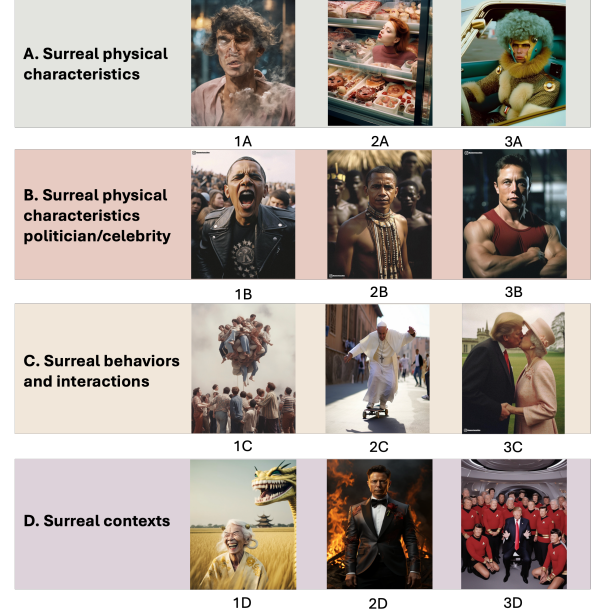 A. Surreal physical
characteristics
1A 2A 3A
B. Surreal physical
characteristics
politician/celebrity
1B 2B 3B
C. Surreal behaviors
and interactions
1C 2C 3C
D. Surreal contexts
1D 2D 3D